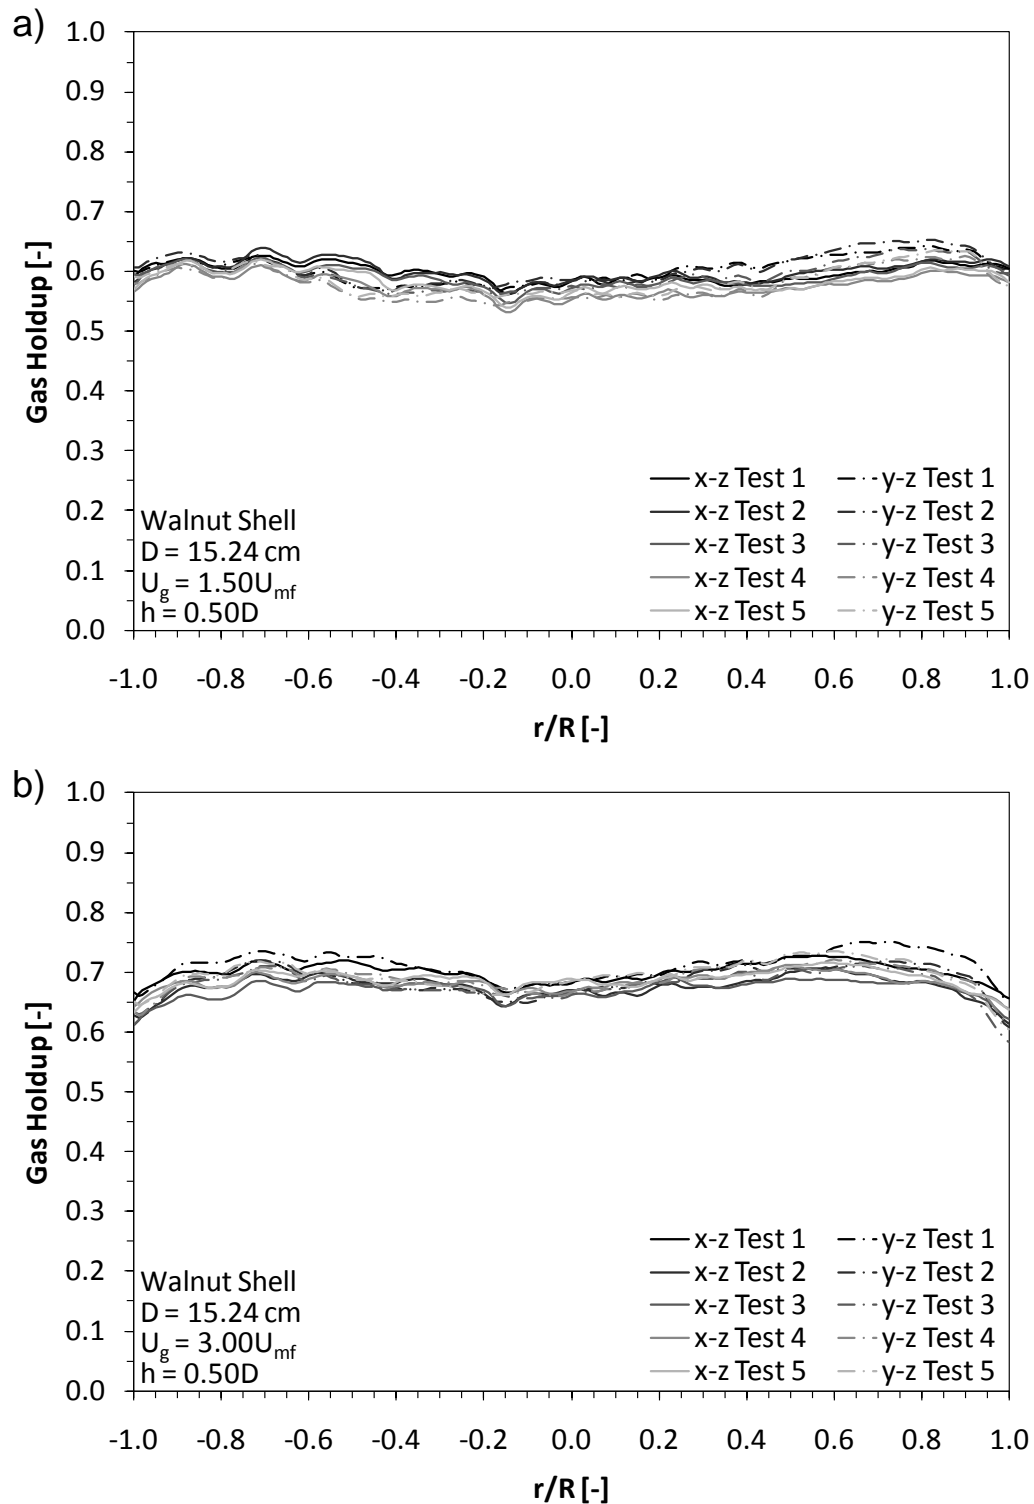 a)
1.0
0.9
0.8
0.7
0.6
0.5
0.4
0.3
0.2
0.1
0.0
Gas Holdup [-]
x-z Test 1
y-z Test 1
x-z Test 2
y-z Test 2
x-z Test 3
y-z Test 3
x-z Test 4
y-z Test 4
x-z Test 5
y-z Test 5
Walnut Shell
D = 15.24 cm
Ug = 1.50Umf
h = 0.50D
-1.0 -0.8 -0.6 -0.4 -0.2 0.0 0.2 0.4 0.6 0.8 1.0
r/R [-]
b)
1.0
0.9
0.8
0.7
0.6
0.5
0.4
0.3
0.2
0.1
0.0
Gas Holdup [-]
x-z Test 1
y-z Test 1
x-z Test 2
y-z Test 2
x-z Test 3
y-z Test 3
x-z Test 4
y-z Test 4
x-z Test 5
y-z Test 5
Walnut Shell
D = 15.24 cm
Ug = 3.00Umf
h = 0.50D
-1.0 -0.8 -0.6 -0.4 -0.2 0.0 0.2 0.4 0.6 0.8 1.0
r/R [-]